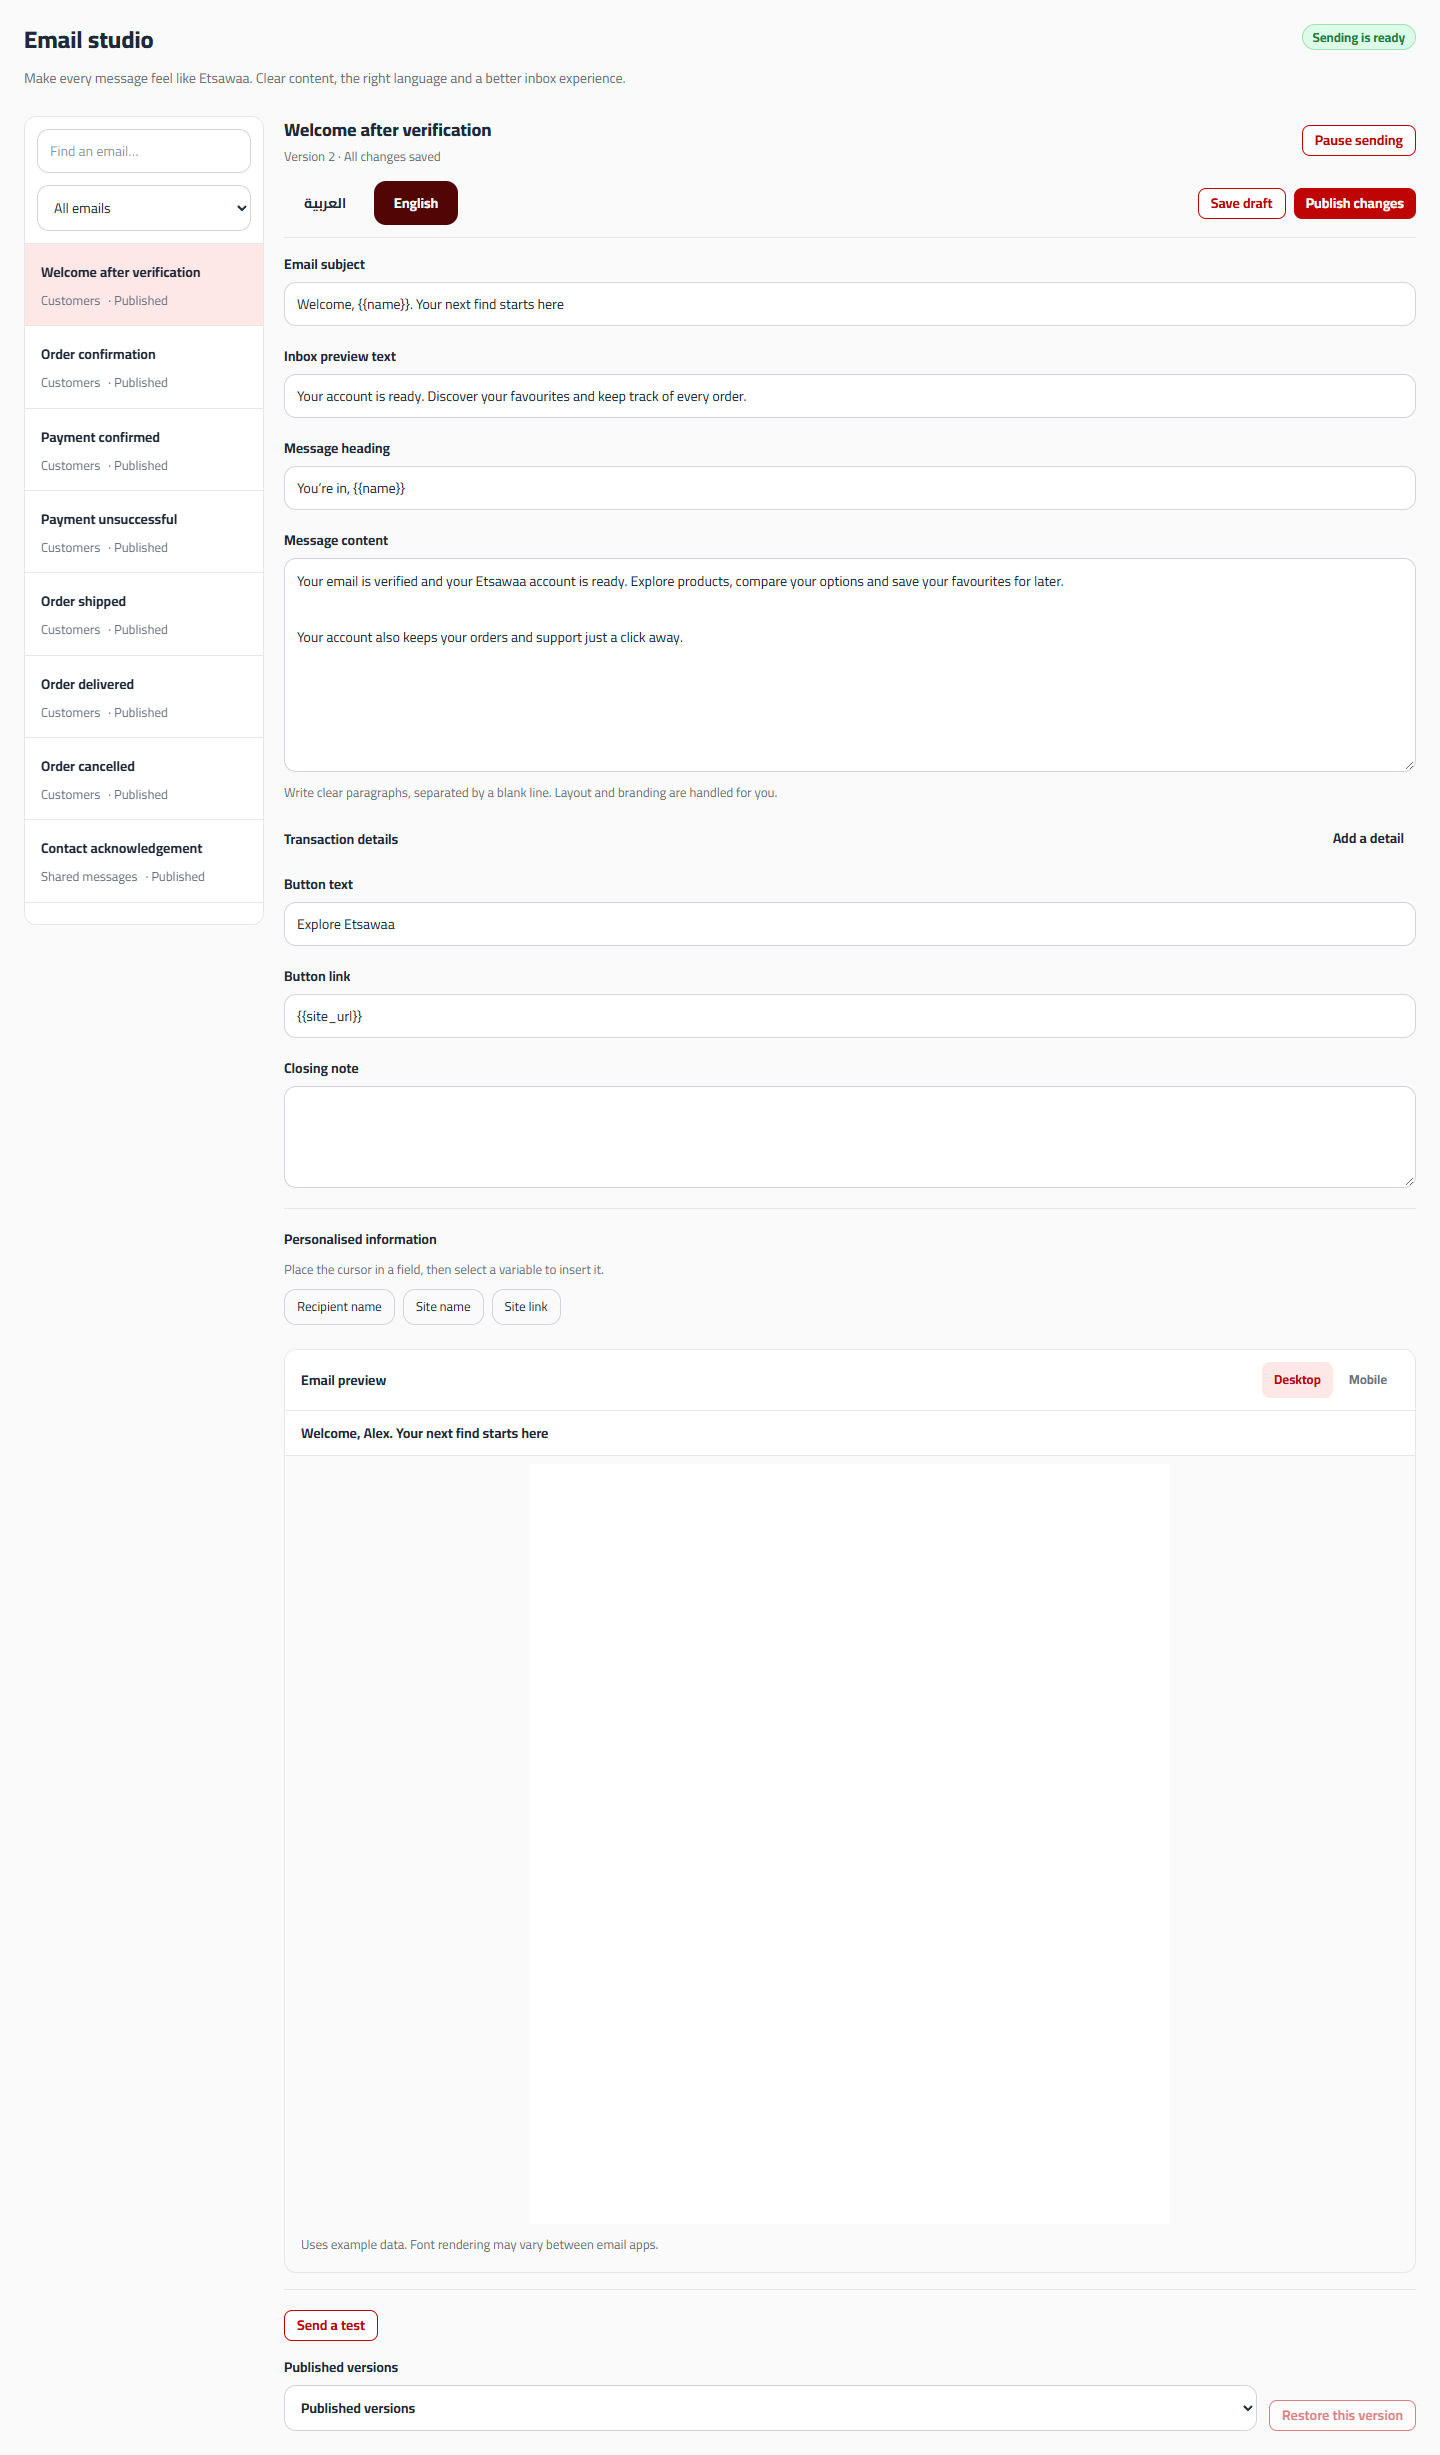 Email studio
Sending is ready
Make every message feel like Etsawaa. Clear content, the right language and a better inbox experience.
Find an email...
All emails
Welcome after verification
Customers · Published
Order confirmation
Customers · Published
Payment confirmed
Customers · Published
Payment unsuccessful
Customers · Published
Order shipped
Customers · Published
Order delivered
Customers · Published
Order cancelled
Customers · Published
Contact acknowledgement
Shared messages · Published
Welcome after verification
Version 2 · All changes saved
Pause sending
العربية
English
Save draft
Publish changes
Email subject
Welcome, {{name}}. Your next find starts here
Inbox preview text
Your account is ready. Discover your favourites and keep track of every order.
Message heading
You’re in, {{name}}
Message content
Your email is verified and your Etsawaa account is ready. Explore products, compare your options and save your favourites for later.
Your account also keeps your orders and support just a click away.
Write clear paragraphs, separated by a blank line. Layout and branding are handled for you.
Transaction details
Add a detail
Button text
Explore Etsawaa
Button link
{{site_url}}
Closing note
Personalised information
Place the cursor in a field, then select a variable to insert it.
Recipient name
Site name
Site link
Email preview
Desktop
Mobile
Welcome, Alex. Your next find starts here
Uses example data. Font rendering may vary between email apps.
Send a test
Published versions
Published versions
Restore this version